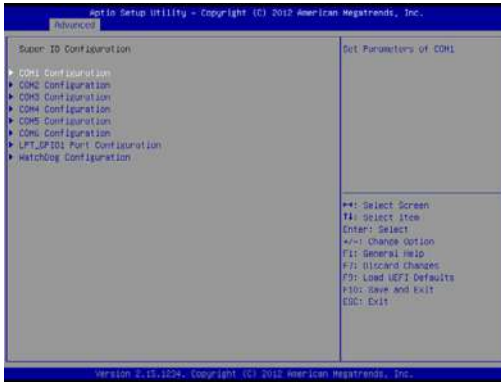 Aptio Setup Utility - Copyright (C) 2012 American Megatrends, Inc.
Advanced
Super IO Configuration
COM1 Configuration
COM2 Configuration
COM3 Configuration
COM4 Configuration
COM5 Configuration
COM6 Configuration
LPT_GPIO1 Port Configuration
WatchDog Configuration
Set Parameters of COM1
→←: Select Screen
↑↓: Select Item
Enter: Select
+/-: Change Option
F1: General Help
F7: Discard Changes
F9: Load UEFI Defaults
F10: Save and Exit
ESC: Exit
Version 2.15.1234. Copyright (C) 2012 American Megatrends, Inc.